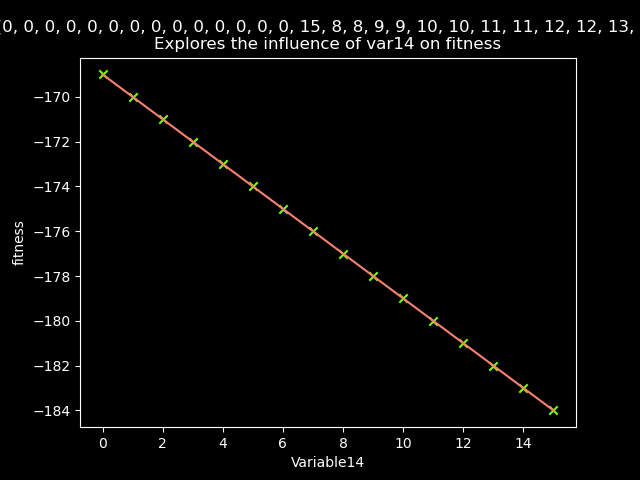 (0, 0, 0, 0, 0, 0, 0, 0, 0, 0, 0, 0, 0, 0, 15, 8, 8, 9, 9, 10, 10, 11, 11, 12, 12, 13,
Explores the influence of var14 on fitness
−170
−172
−174
−176
−178
−180
−182
−184
fitness
0 2 4 6 8 10 12 14
Variable14